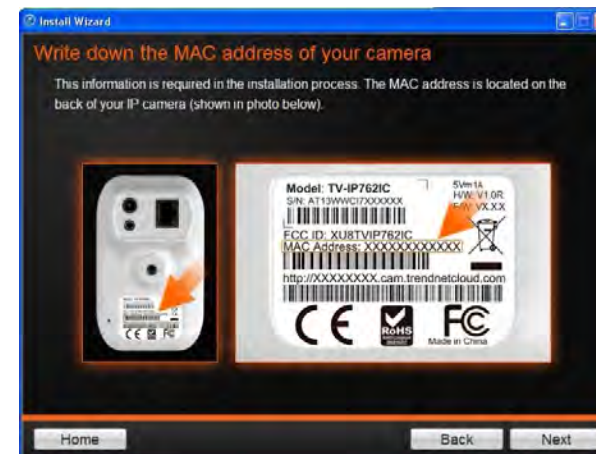 Install Wizard
Write down the MAC address of your camera
This information is required in the installation process. The MAC address is located on the
back of your IP camera (shown in photo below).
Model: TV-IP762IC
S/N: AT13WWCI7XXXXXX
5V⎓1A
H/W: V1.0R
F/W: VX.XX
FCC ID: XU8TVIP762IC
MAC Address: XXXXXXXXXXXX
http://XXXXXXXX.cam.trendnetcloud.com
CE
RoHS
FC
Made in China
Home
Back
Next